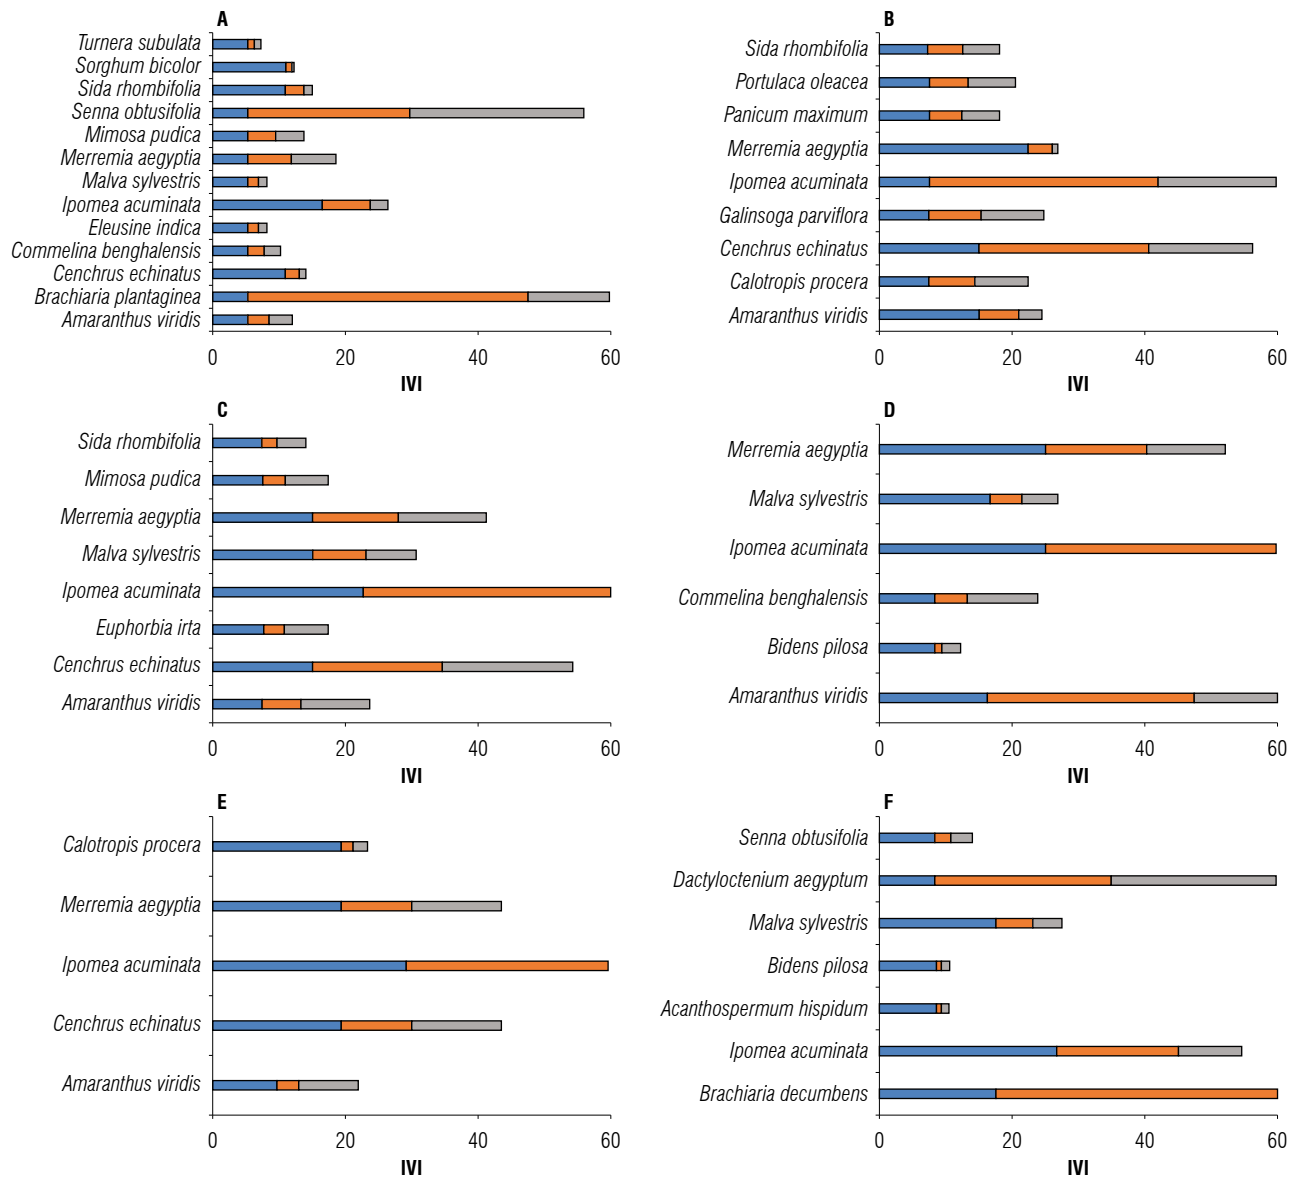 A
Turnera subulata
Sorghum bicolor
Sida rhombifolia
Senna obtusifolia
Mimosa pudica
Merremia aegyptia
Malva sylvestris
Ipomea acuminata
Eleusine indica
Commelina benghalensis
Cenchrus echinatus
Brachiaria plantaginea
Amaranthus viridis
0 20 40 60
IVI
B
Sida rhombifolia
Portulaca oleacea
Panicum maximum
Merremia aegyptia
Ipomea acuminata
Galinsoga parviflora
Cenchrus echinatus
Calotropis procera
Amaranthus viridis
0 20 40 60
IVI
C
Sida rhombifolia
Mimosa pudica
Merremia aegyptia
Malva sylvestris
Ipomea acuminata
Euphorbia irta
Cenchrus echinatus
Amaranthus viridis
0 20 40 60
IVI
D
Merremia aegyptia
Malva sylvestris
Ipomea acuminata
Commelina benghalensis
Bidens pilosa
Amaranthus viridis
0 20 40 60
IVI
E
Calotropis procera
Merremia aegyptia
Ipomea acuminata
Cenchrus echinatus
Amaranthus viridis
0 20 40 60
IVI
F
Senna obtusifolia
Dactyloctenium aegyptum
Malva sylvestris
Bidens pilosa
Acanthospermum hispidum
Ipomea acuminata
Brachiaria decumbens
0 20 40 60
IVI